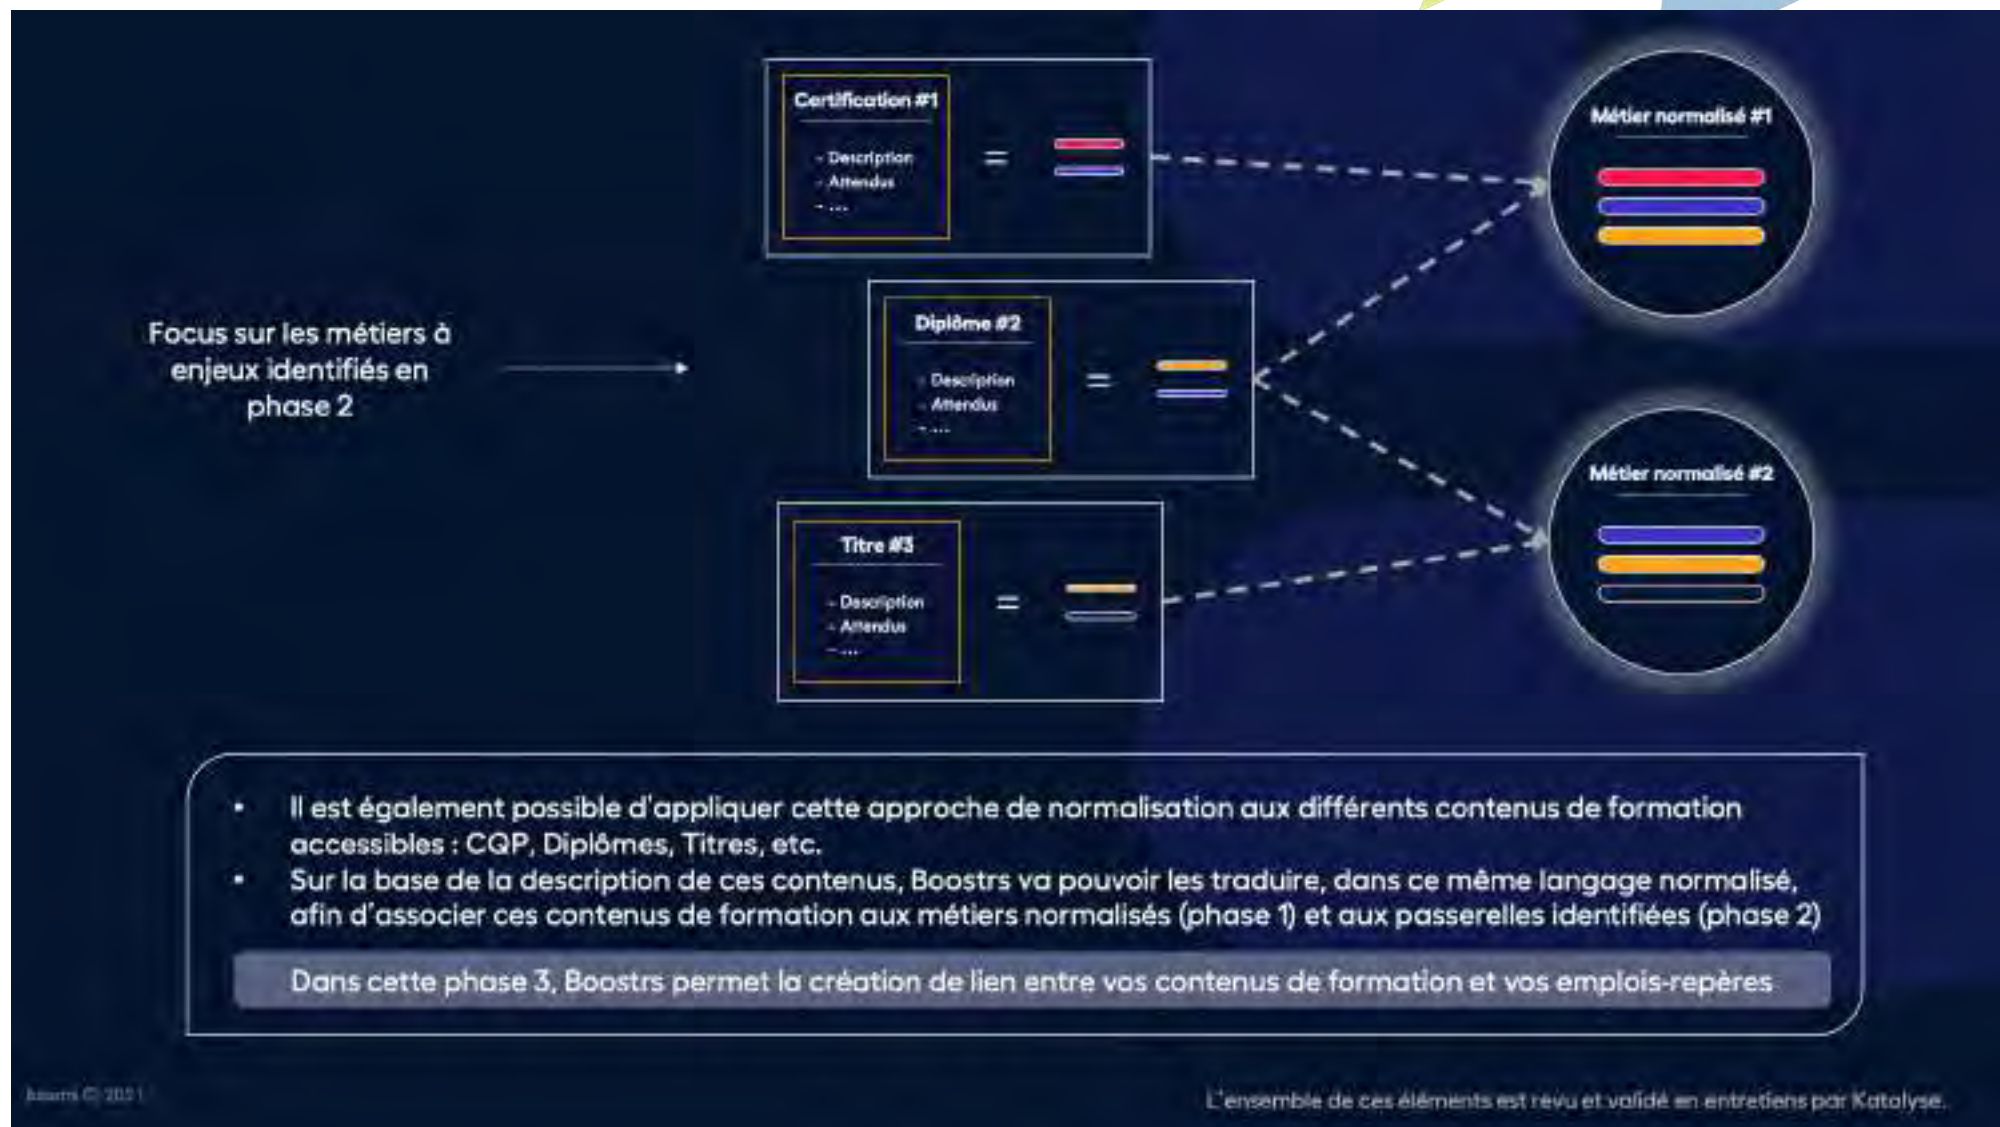 Certification #1
- Description
- Attendus
- ...
=
Métier normalisé #1
Focus sur les métiers à
enjeux identifiés en
phase 2
Diplôme #2
- Description
- Attendus
- ...
=
Métier normalisé #2
Titre #3
- Description
- Attendus
- ...
=
• Il est également possible d'appliquer cette approche de normalisation aux différents contenus de formation
accessibles : CQP, Diplômes, Titres, etc.
• Sur la base de la description de ces contenus, Boostrs va pouvoir les traduire, dans ce même langage normalisé,
afin d'associer ces contenus de formation aux métiers normalisés (phase 1) et aux passerelles identifiées (phase 2)
Dans cette phase 3, Boostrs permet la création de lien entre vos contenus de formation et vos emplois-repères
© 2021
L'ensemble de ces éléments est revu et validé en entretiens par Katalyse.